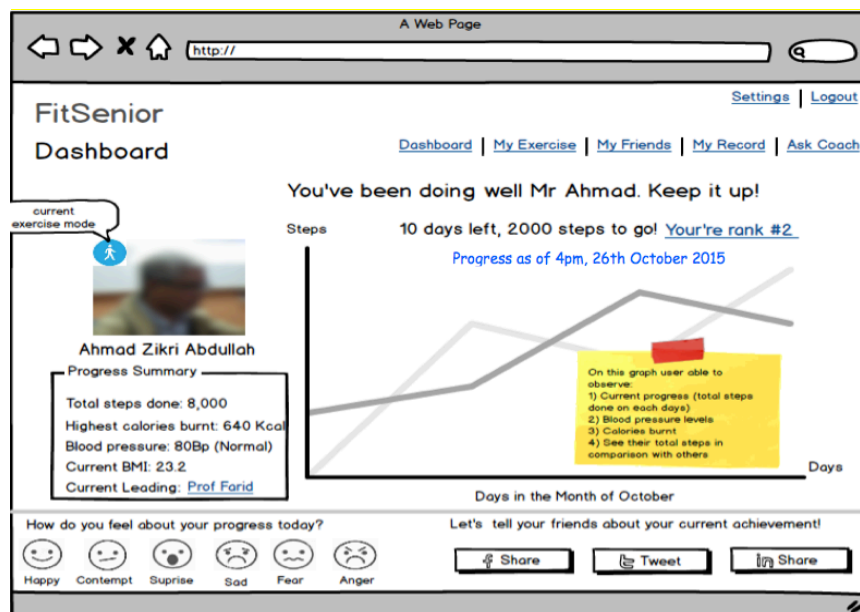 A Web Page
http://
Settings | Logout
FitSenior
Dashboard
Dashboard | My Exercise | My Friends | My Record | Ask Coach
You've been doing well Mr Ahmad. Keep it up!
current
exercise mode
Steps
10 days left, 2000 steps to go! Your're rank #2
Progress as of 4pm, 26th October 2015
Ahmad Zikri Abdullah
Progress Summary
Total steps done: 8,000
Highest calories burnt: 640 Kcal
Blood pressure: 80Bp (Normal)
Current BMI: 23.2
Current Leading: Prof Farid
On this graph user able to
observe:
1) Current progress (total steps
done on each days)
2) Blood pressure levels
3) Calories burnt
4) See their total steps in
comparison with others
Days
Days in the Month of October
How do you feel about your progress today?
Happy Contempt Suprise Sad Fear Anger
Let's tell your friends about your current achievement!
f Share
t Tweet
in Share